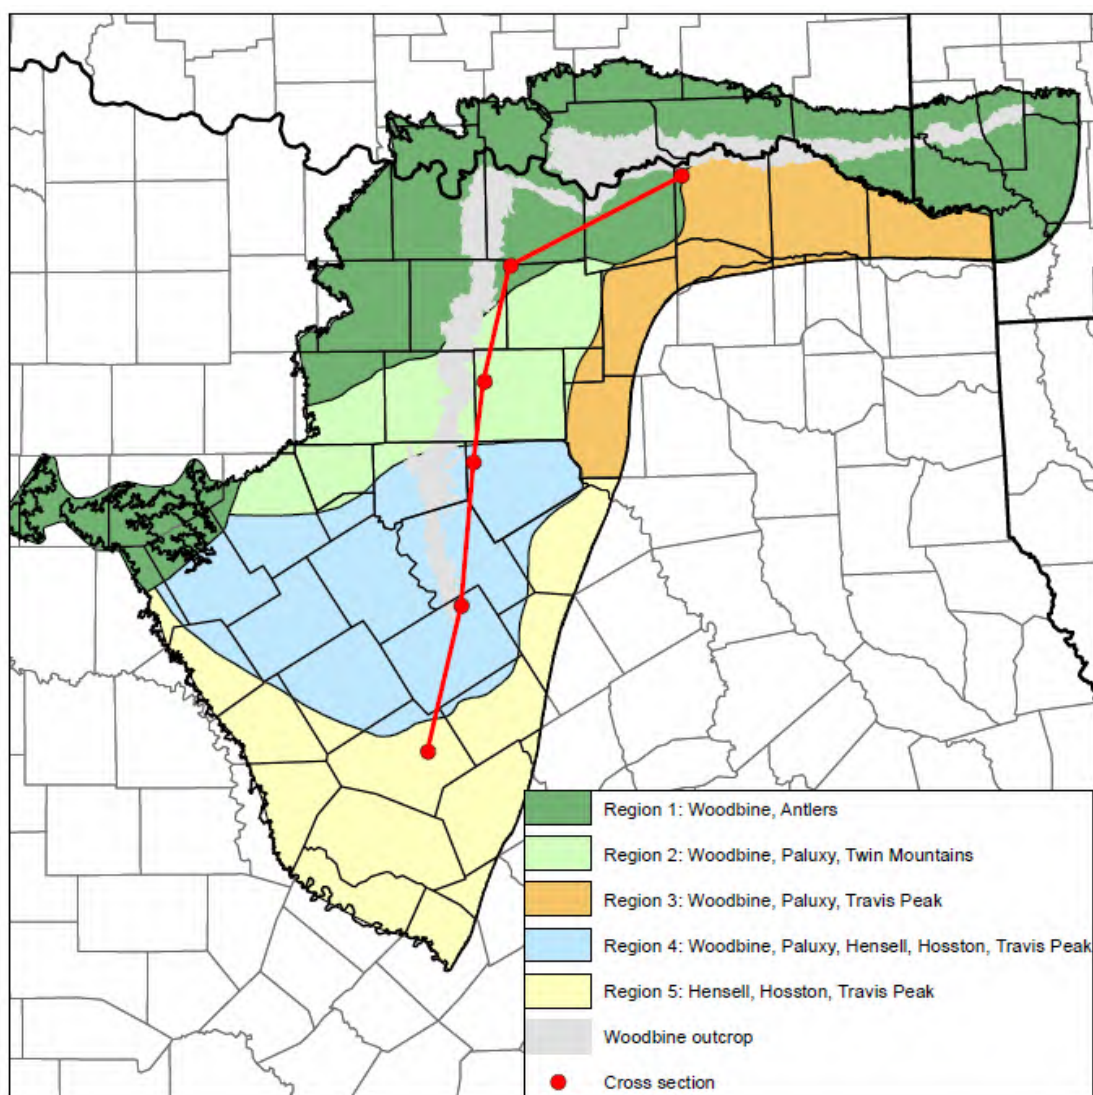 Region 1: Woodbine, Antlers
Region 2: Woodbine, Paluxy, Twin Mountains
Region 3: Woodbine, Paluxy, Travis Peak
Region 4: Woodbine, Paluxy, Hensell, Hosston, Travis Peak
Region 5: Hensell, Hosston, Travis Peak
Woodbine outcrop
Cross section